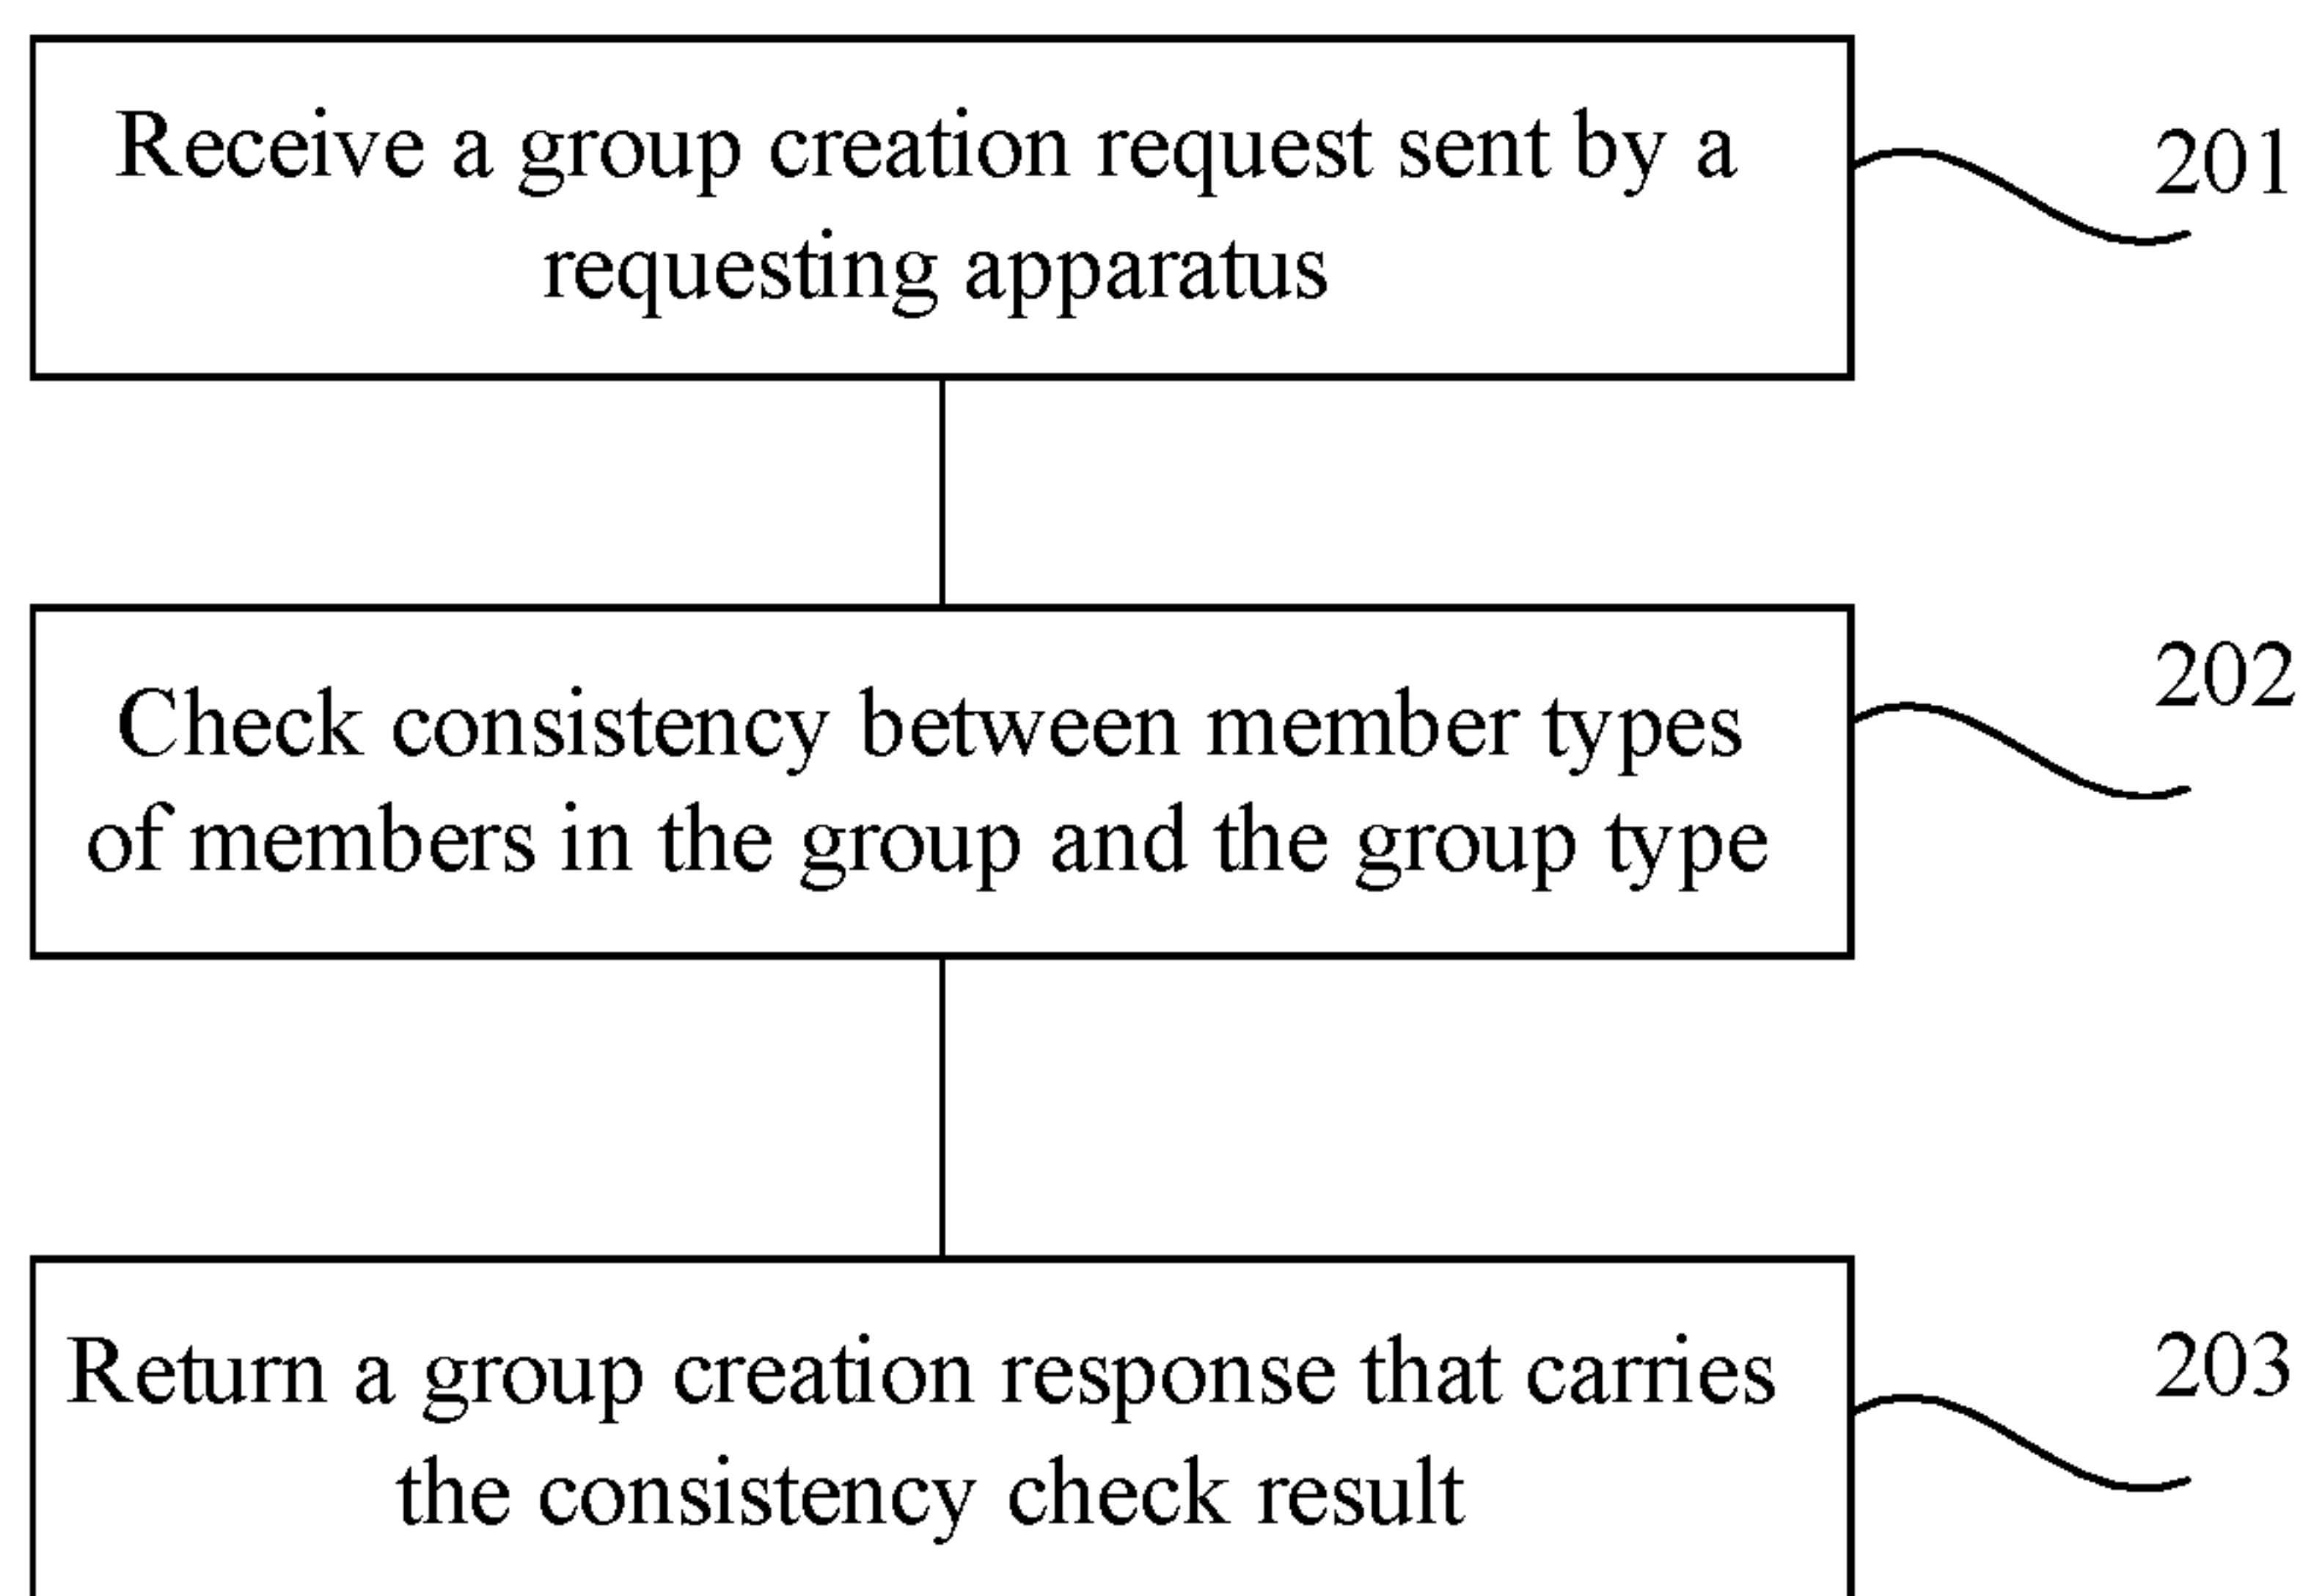 Receive a group creation request sent by a
requesting apparatus
201
Check consistency between member types
of members in the group and the group type
202
Return a group creation response that carries
the consistency check result
203